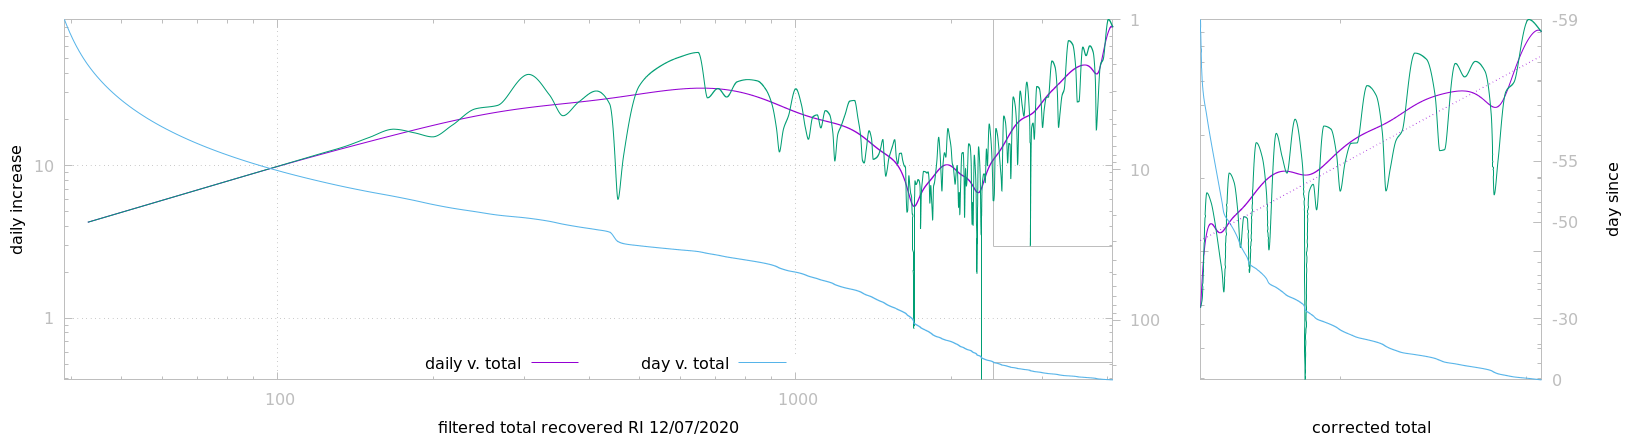 daily increase
10
1
100
1000
daily v. total
day v. total
1
10
100
filtered total recovered RI 12/07/2020
-59
-55
-50
-30
0
day since
corrected total